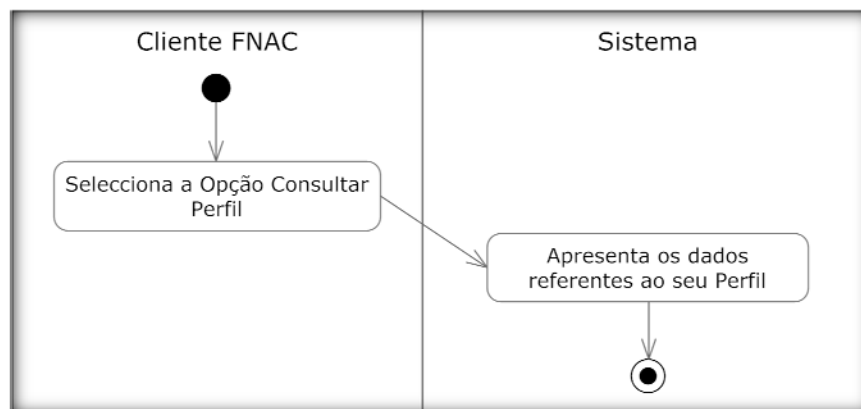 Cliente FNAC
Sistema
Selecciona a Opção Consultar
Perfil
Apresenta os dados
referentes ao seu Perfil